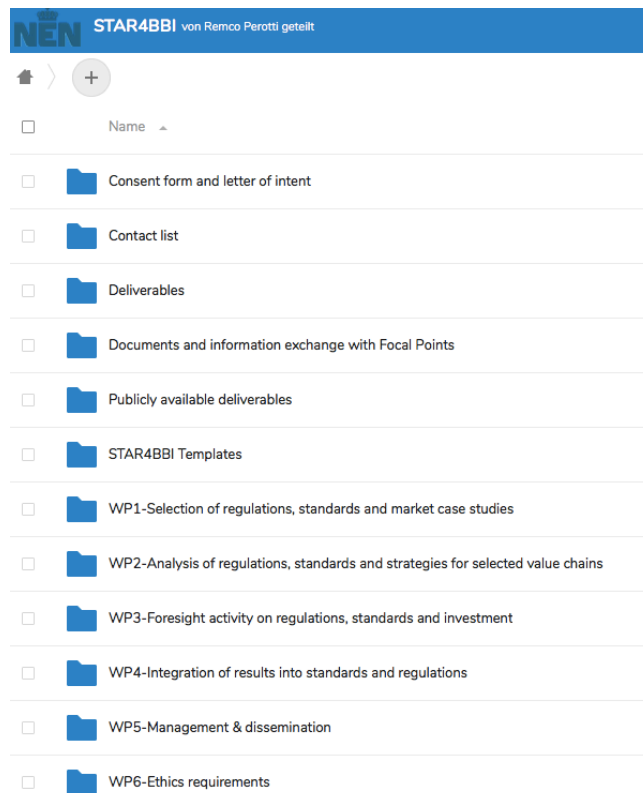 NEN STAR4BBI von Remco Perotti geteilt
Name
Consent form and letter of intent
Contact list
Deliverables
Documents and information exchange with Focal Points
Publicly available deliverables
STAR4BBI Templates
WP1-Selection of regulations, standards and market case studies
WP2-Analysis of regulations, standards and strategies for selected value chains
WP3-Foresight activity on regulations, standards and investment
WP4-Integration of results into standards and regulations
WP5-Management & dissemination
WP6-Ethics requirements